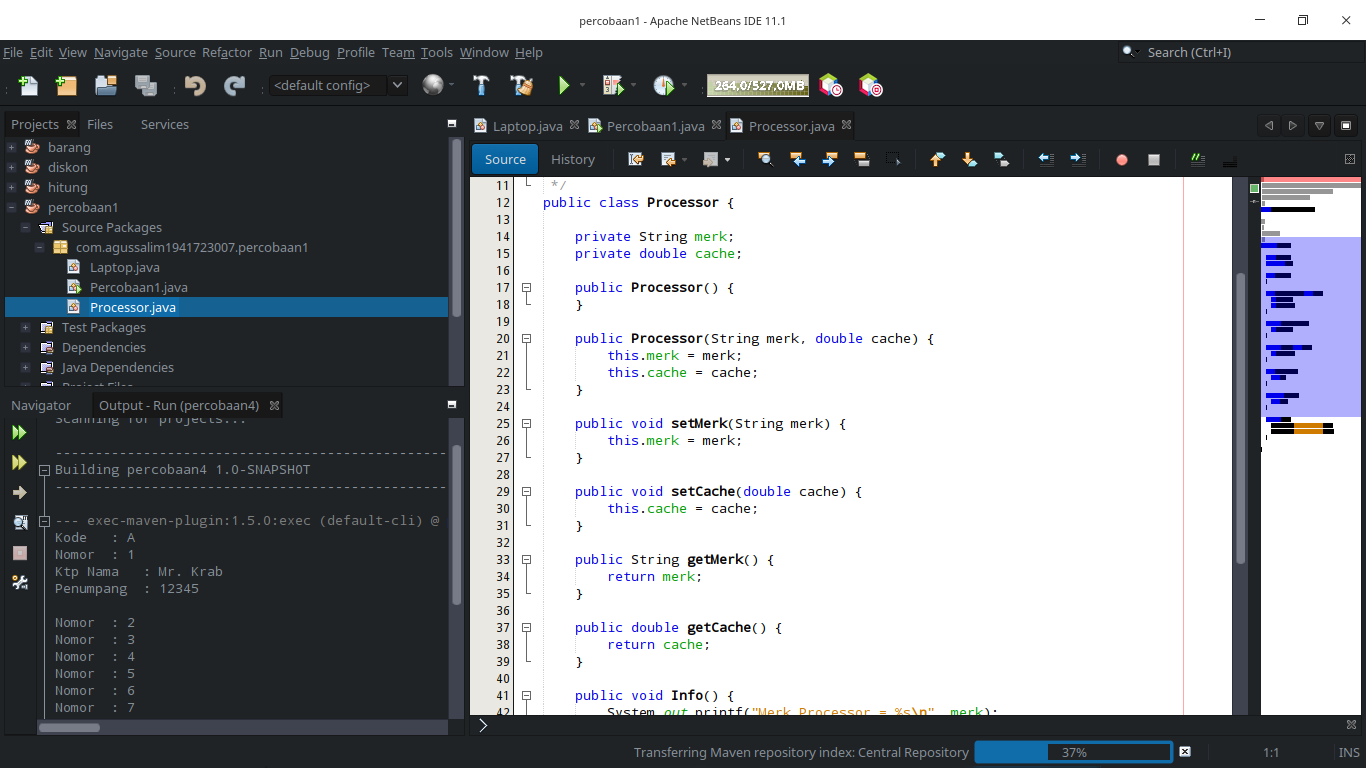 percobaan1 - Apache NetBeans IDE 11.1
File Edit View Navigate Source Refactor Run Debug Profile Team Tools Window Help
Search (Ctrl+I)
<default config>
264,0/527,0MB
Projects Files Services
barang
diskon
hitung
percobaan1
Source Packages
com.agussalim1941723007.percobaan1
Laptop.java
Percobaan1.java
Processor.java
Test Packages
Dependencies
Java Dependencies
Project Files
Navigator Output - Run (percobaan4)
Scanning for projects...
------------------------------------------------
Building percobaan4 1.0-SNAPSHOT
------------------------------------------------
--- exec-maven-plugin:1.5.0:exec (default-cli) @
Kode   : A
Nomor  : 1
Ktp Nama   : Mr. Krab
Penumpang  : 12345
Nomor  : 2
Nomor  : 3
Nomor  : 4
Nomor  : 5
Nomor  : 6
Nomor  : 7
Laptop.java Percobaan1.java Processor.java
Source History
11 */
12 public class Processor {
13
14     private String merk;
15     private double cache;
16
17     public Processor() {
18     }
19
20     public Processor(String merk, double cache) {
21         this.merk = merk;
22         this.cache = cache;
23     }
24
25     public void setMerk(String merk) {
26         this.merk = merk;
27     }
28
29     public void setCache(double cache) {
30         this.cache = cache;
31     }
32
33     public String getMerk() {
34         return merk;
35     }
36
37     public double getCache() {
38         return cache;
39     }
40
41     public void Info() {
42         System.out.printf("Merk Processor = %s\n", merk);
Transferring Maven repository index: Central Repository 37% 1:1 INS